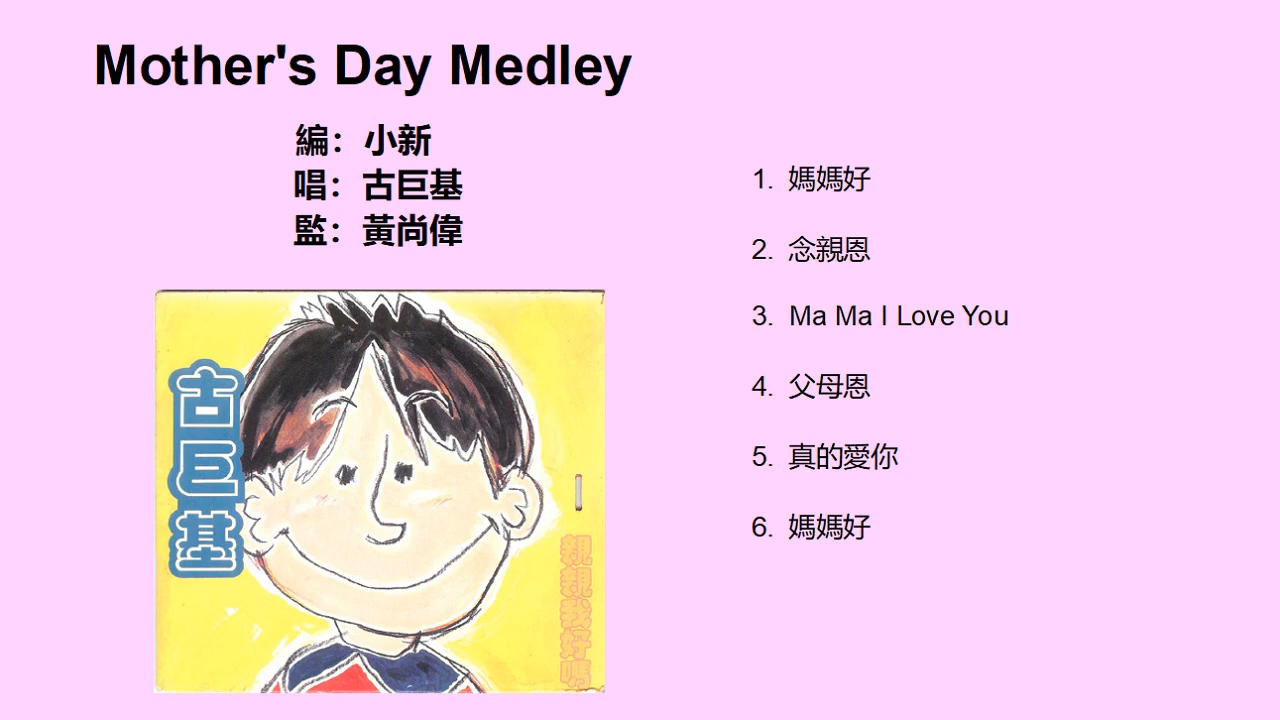 Mother's Day Medley
編：小新
唱：古巨基
監：黃尚偉
古巨基
親親我好嗎
1. 媽媽好
2. 念親恩
3. Ma Ma I Love You
4. 父母恩
5. 真的愛你
6. 媽媽好